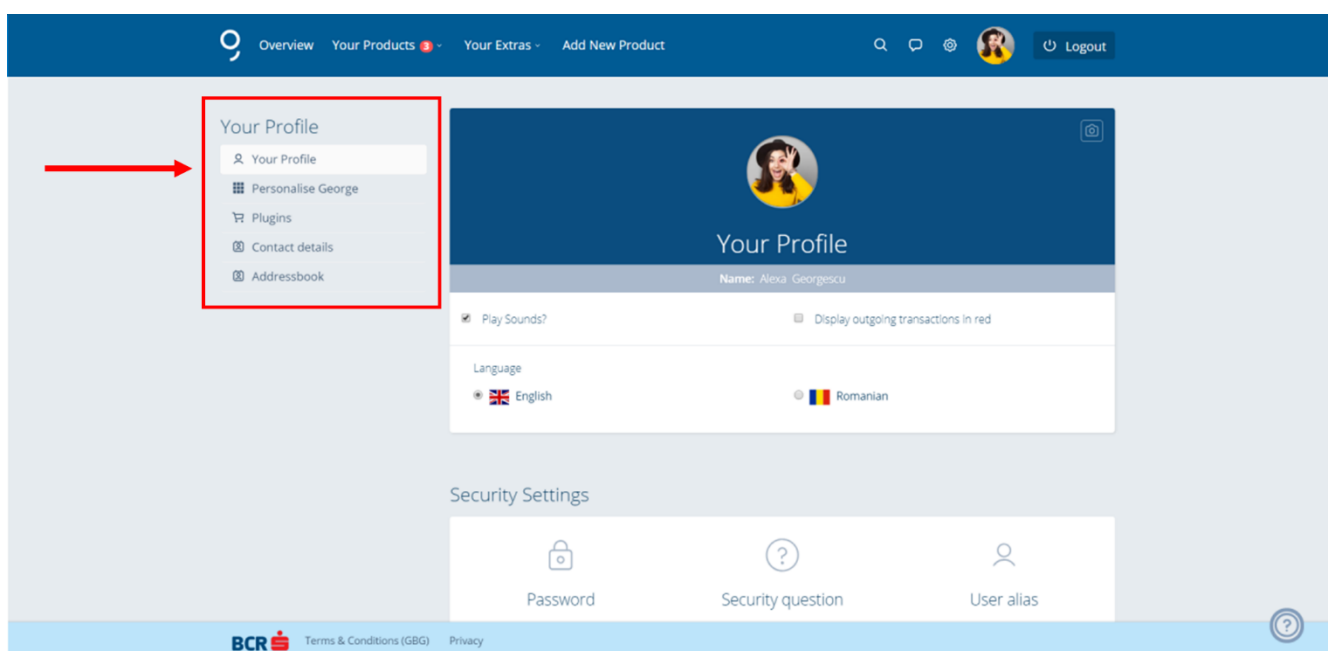 Overview Your Products 3 Your Extras Add New Product Logout
Your Profile
Your Profile
Personalise George
Plugins
Contact details
Addressbook
Your Profile
Name: Alexa Georgescu
Play Sounds? Display outgoing transactions in red
Language
English Romanian
Security Settings
Password Security question User alias
BCR Terms & Conditions (GBG) Privacy